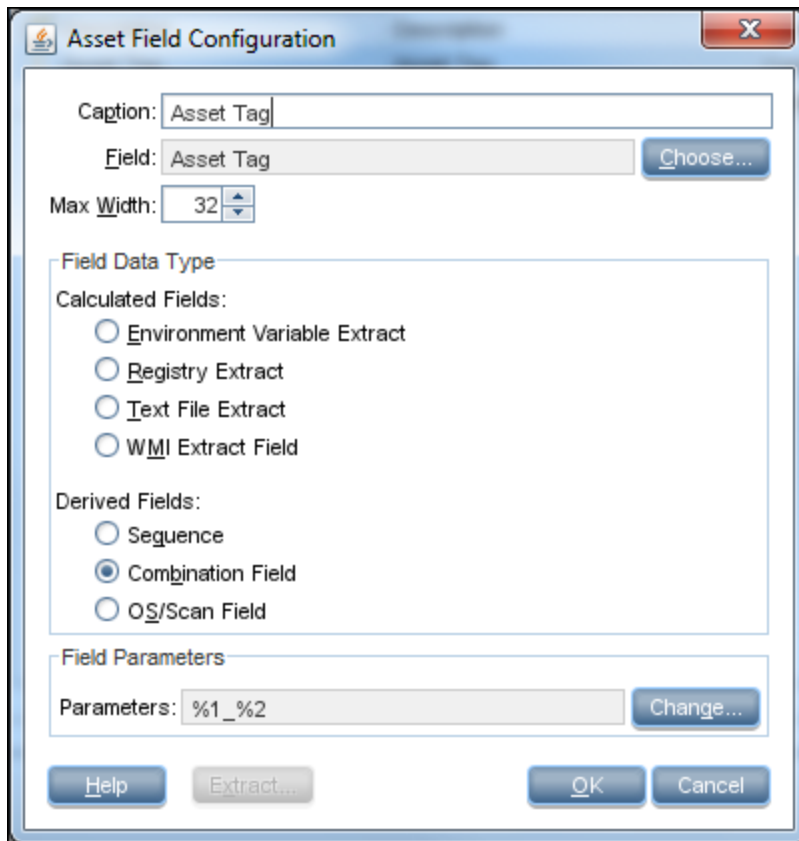 Asset Field Configuration
Caption: Asset Tag
Field: Asset Tag Choose...
Max Width: 32
Field Data Type
Calculated Fields:
Environment Variable Extract
Registry Extract
Text File Extract
WMI Extract Field
Derived Fields:
Sequence
Combination Field
OS/Scan Field
Field Parameters
Parameters: %1_%2 Change...
Help Extract... OK Cancel